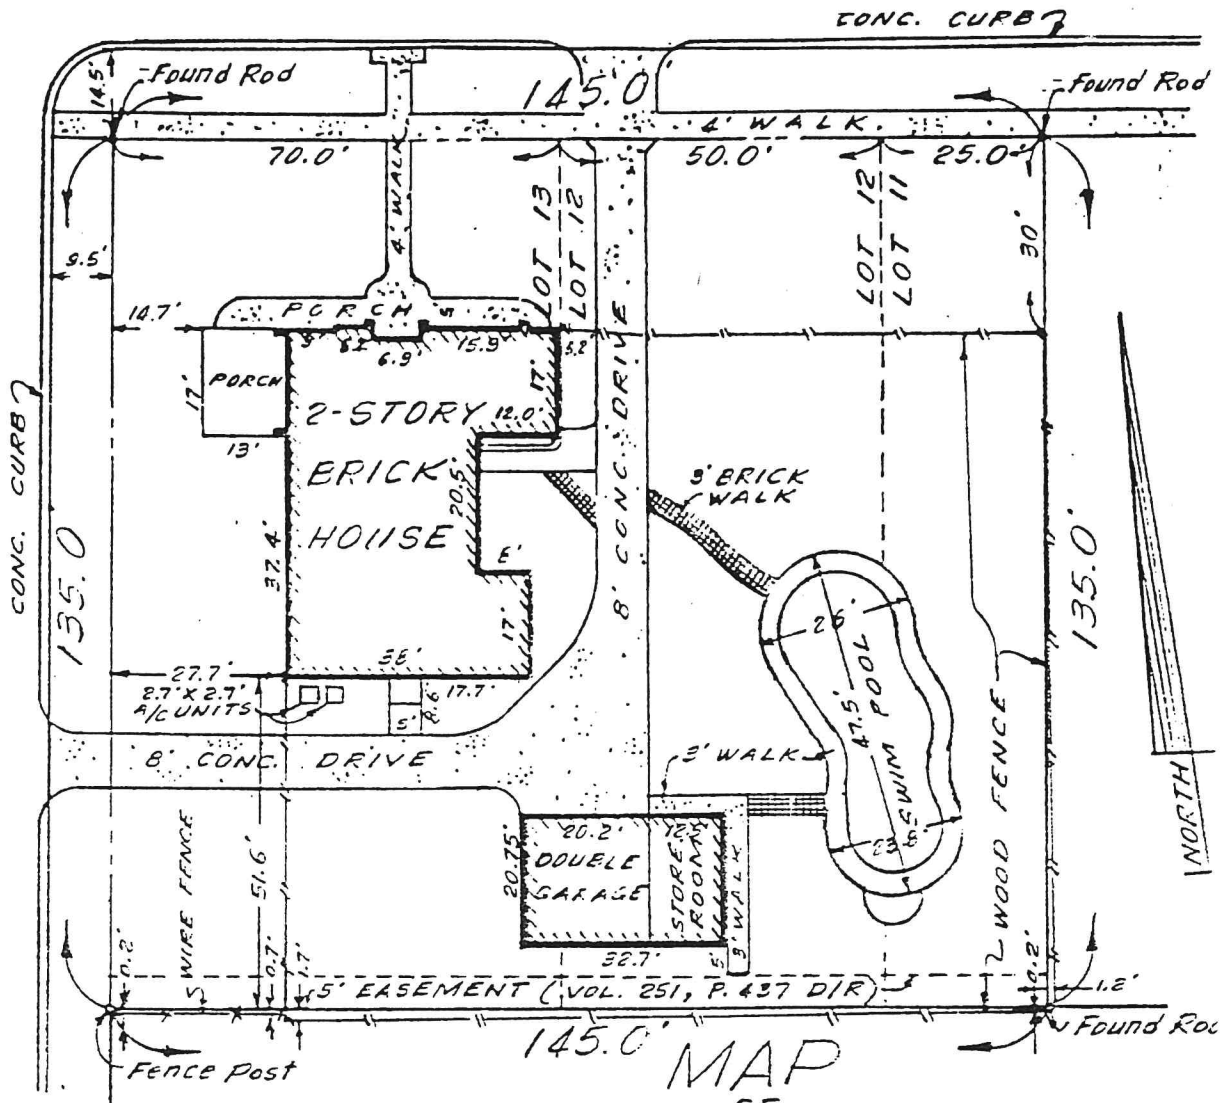 CONC. CURB
14.5'
Found Rod
145.0'
Found Rod
4' WALK
70.0'
50.0'
25.0'
4' WALK
LOT 13
LOT 12
LOT 12
LOT 11
30'
9.5'
14.7'
PORCH
5
6.9'
15.9'
5.2'
17'
PORCH
13'
17'
2-STORY
BRICK
HOUSE
12.0'
20.5'
8'
17'
38'
37.4'
CONC. CURB
135.0
8' CONC. DRIVE
3' BRICK
WALK
26'
47.5'
SWIM POOL
23.8'
135.0'
NORTH
27.7'
2.7' X 2.7'
A/C UNITS
5'
8.6'
17.7'
8' CONC. DRIVE
3' WALK
WOOD FENCE
20.2'
12.5'
20.75'
DOUBLE
GARAGE
STORE
ROOM
3' WALK
32.7'
5'
51.6'
WIRE FENCE
0.2'
0.7'
1.7'
5' EASEMENT (VOL. 251, P. 437 D/R)
0.2'
1.2'
145.0'
Found Rod
Fence Post
MAP